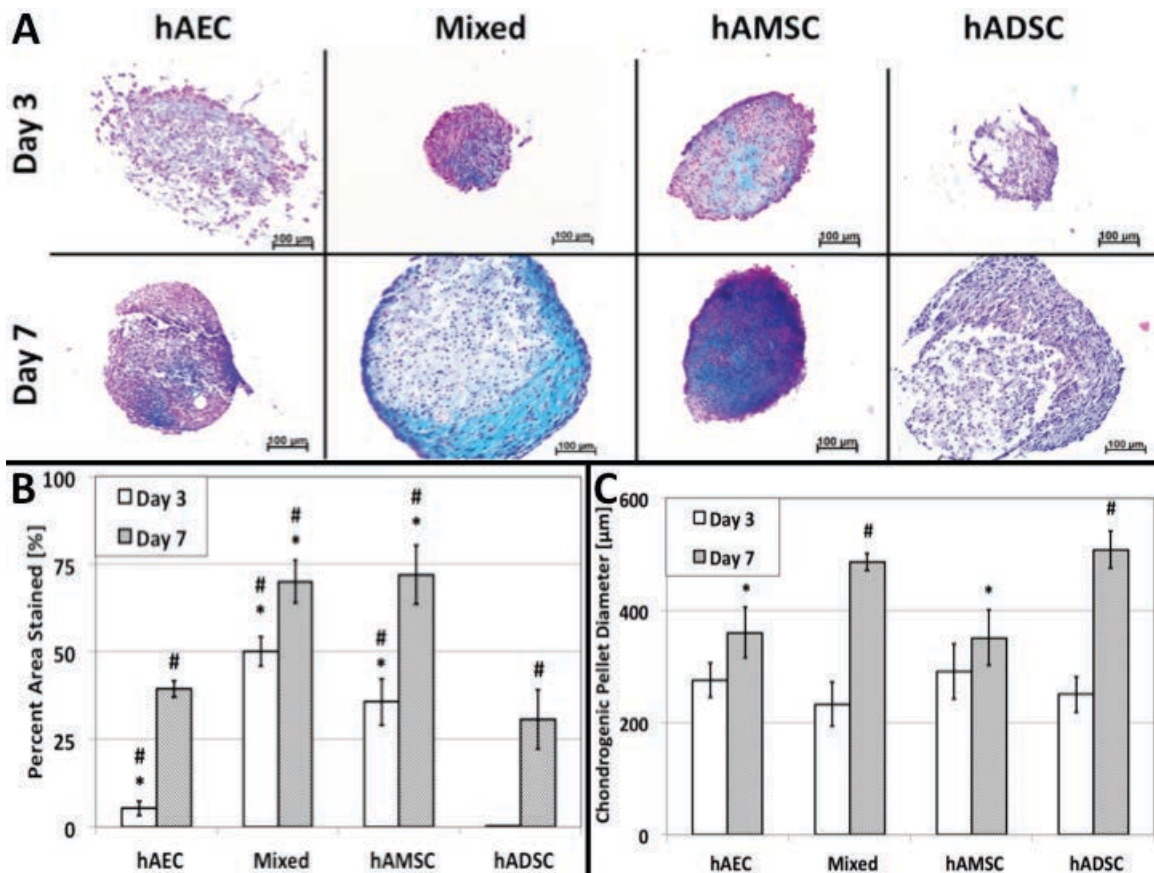 A
hAEC Mixed hAMSC hADSC
Day 3
100 µm 100 µm 100 µm 100 µm
Day 7
100 µm 100 µm 100 µm 100 µm
B
Percent Area Stained [%]
100
75
50
25
0
Day 3
Day 7
# * # # * # * # * # * #
hAEC Mixed hAMSC hADSC
C
Chondrogenic Pellet Diameter [µm]
600
400
200
0
Day 3
Day 7
* # * #
hAEC Mixed hAMSC hADSC